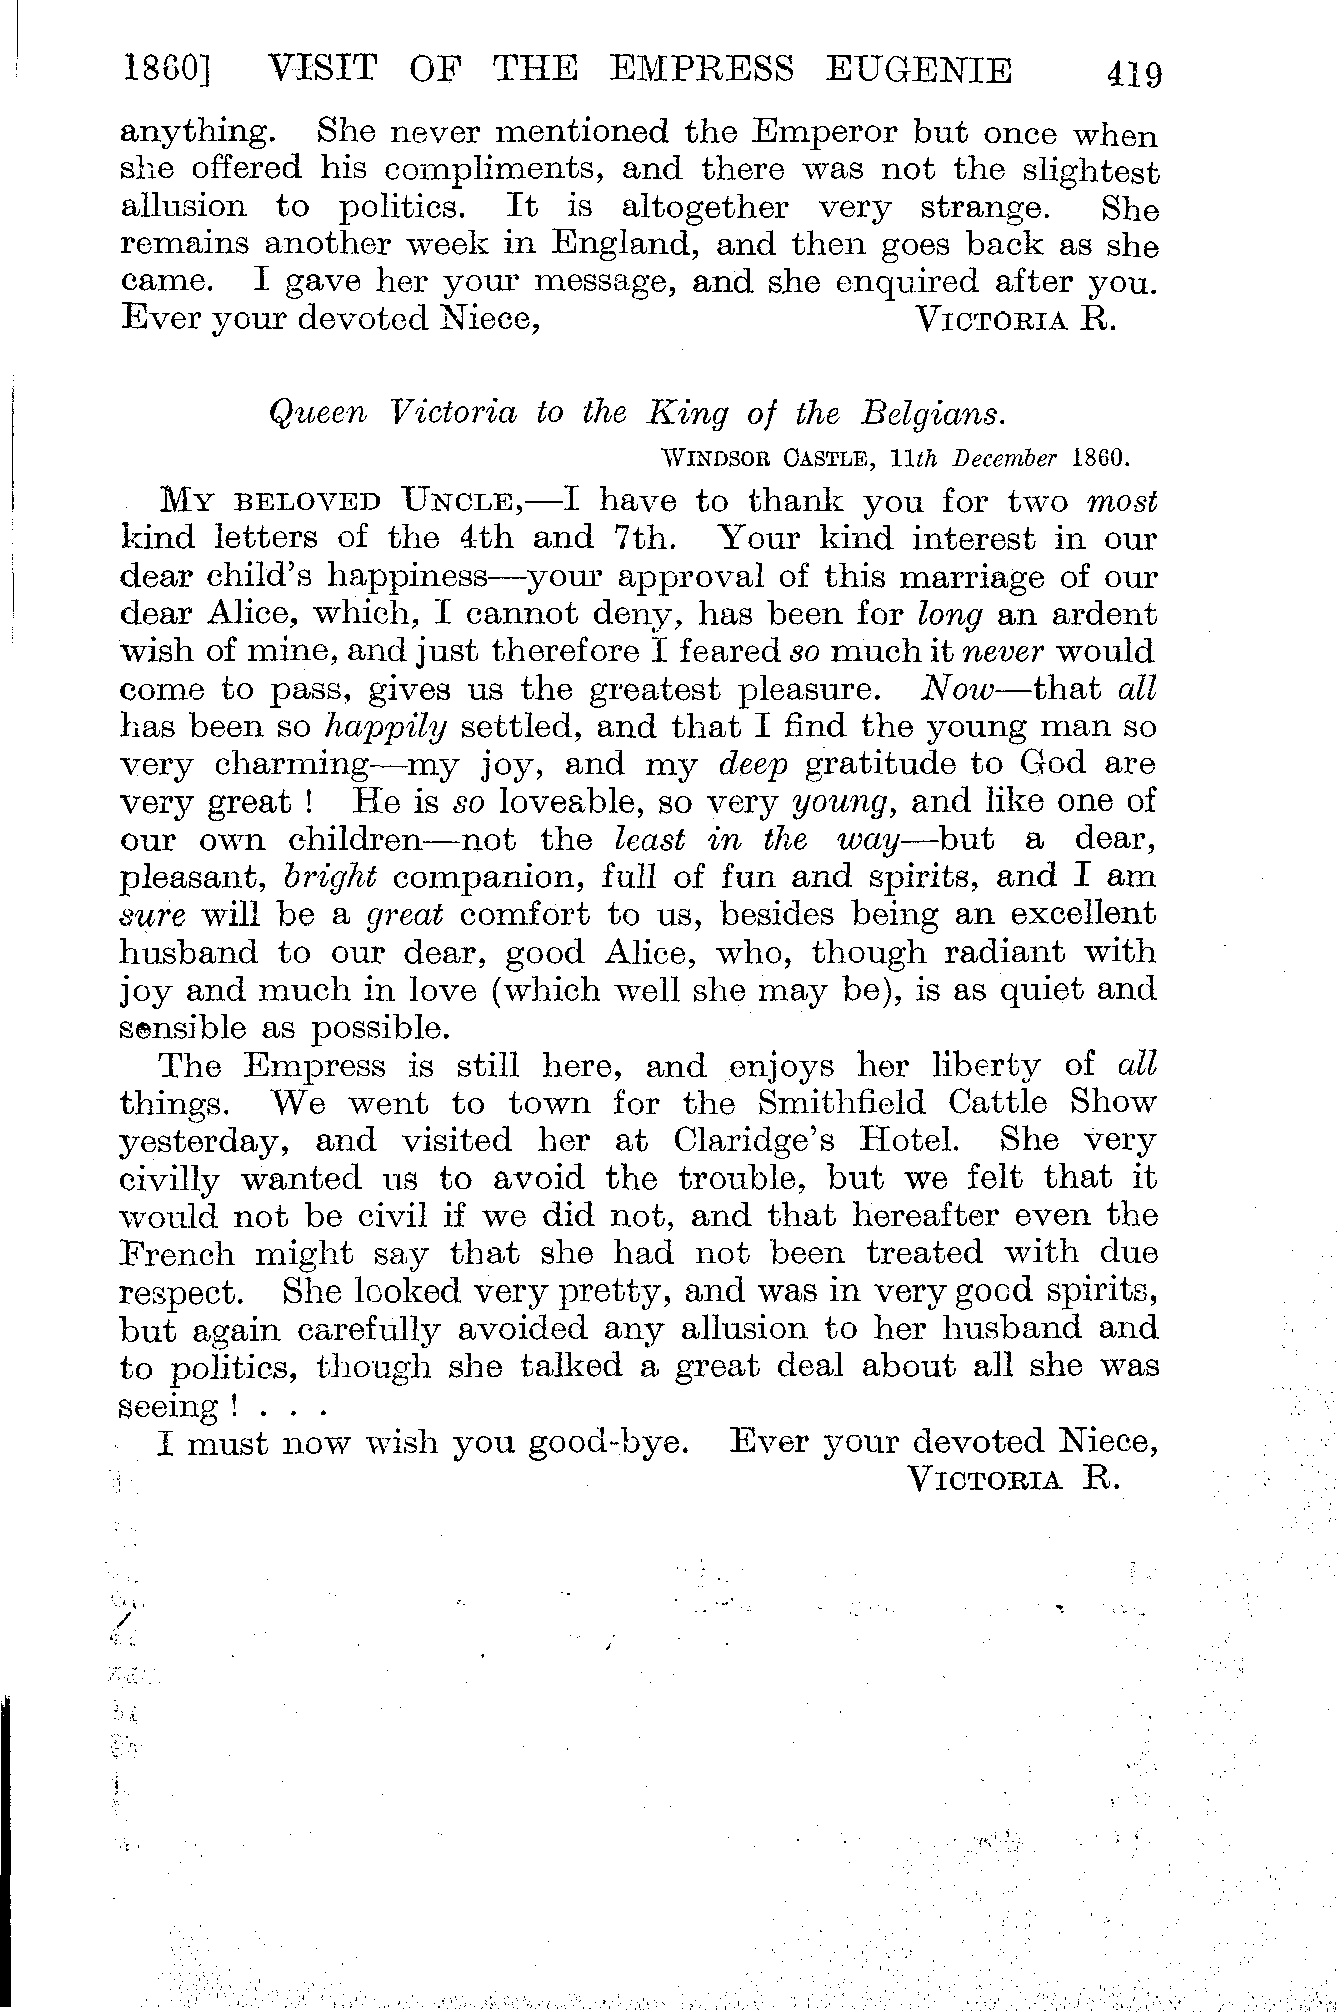 1860] VISIT OF THE EMPRESS EUGENIE 419
anything. She never mentioned the Emperor but once when
she offered his compliments, and there was not the slightest
allusion to politics. It is altogether very strange. She
remains another week in England, and then goes back as she
came. I gave her your message, and she enquired after you.
Ever your devoted Niece, VICTORIA R.
Queen Victoria to the King of the Belgians.
WINDSOR CASTLE, 11th December 1860.
MY BELOVED UNCLE,—I have to thank you for two most
kind letters of the 4th and 7th. Your kind interest in our
dear child's happiness—your approval of this marriage of our
dear Alice, which, I cannot deny, has been for long an ardent
wish of mine, and just therefore I feared so much it never would
come to pass, gives us the greatest pleasure. Now—that all
has been so happily settled, and that I find the young man so
very charming—my joy, and my deep gratitude to God are
very great ! He is so loveable, so very young, and like one of
our own children—not the least in the way—but a dear,
pleasant, bright companion, full of fun and spirits, and I am
sure will be a great comfort to us, besides being an excellent
husband to our dear, good Alice, who, though radiant with
joy and much in love (which well she may be), is as quiet and
sensible as possible.
The Empress is still here, and enjoys her liberty of all
things. We went to town for the Smithfield Cattle Show
yesterday, and visited her at Claridge's Hotel. She very
civilly wanted us to avoid the trouble, but we felt that it
would not be civil if we did not, and that hereafter even the
French might say that she had not been treated with due
respect. She looked very pretty, and was in very good spirits,
but again carefully avoided any allusion to her husband and
to politics, though she talked a great deal about all she was
seeing ! . . .
I must now wish you good-bye. Ever your devoted Niece,
VICTORIA R.